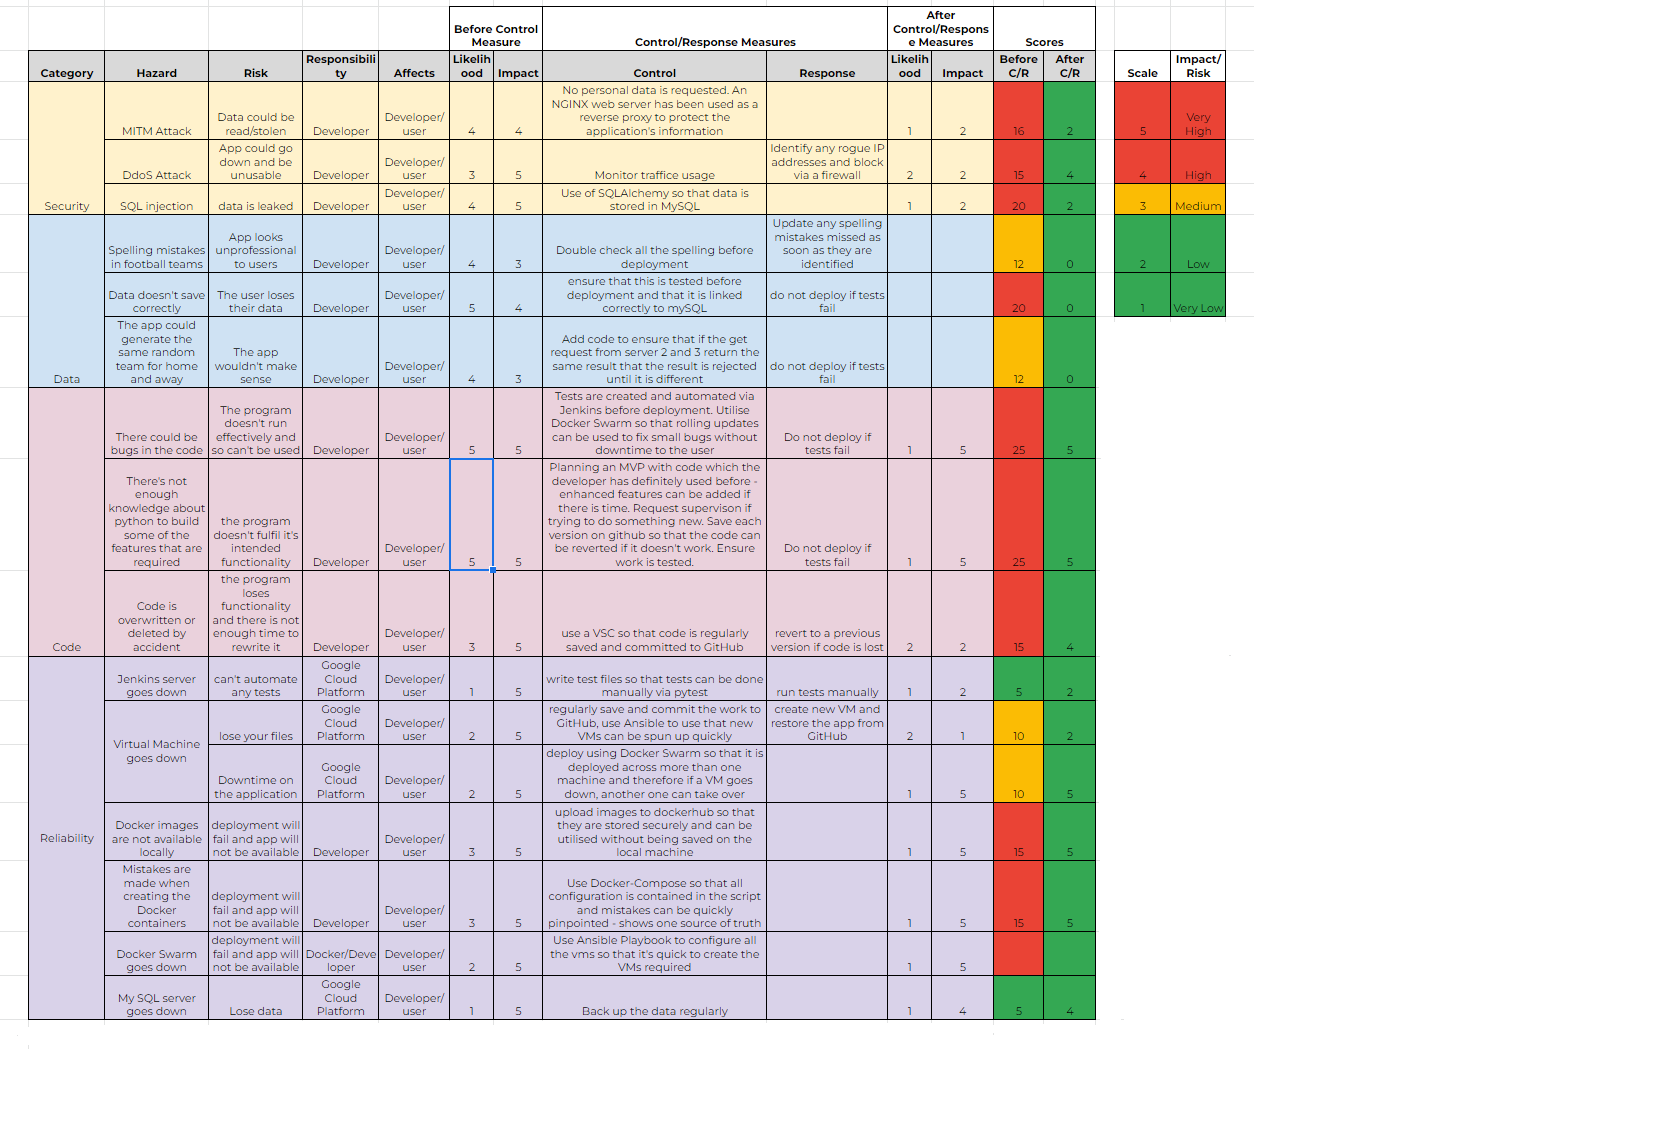 Before Control
Measure
Control/Response Measures
After
Control/Respons
e Measures
Scores
Category
Hazard
Risk
Responsibili
ty
Affects
Likelih
ood
Impact
Control
Response
Likelih
ood
Impact
Before
C/R
After
C/R
Scale
Impact/
Risk
Security
MITM Attack
Data could be
read/stolen
Developer
Developer/
user
4
4
No personal data is requested. An
NGINX web server has been used as a
reverse proxy to protect the
application's information
1
2
16
2
5
Very
High
DdoS Attack
App could go
down and be
unusable
Developer
Developer/
user
3
5
Monitor traffice usage
Identify any rogue IP
addresses and block
via a firewall
2
2
15
4
4
High
SQL injection
data is leaked
Developer
Developer/
user
4
5
Use of SQLAlchemy so that data is
stored in MySQL
1
2
20
2
3
Medium
Data
Spelling mistakes
in football teams
App looks
unprofessional
to users
Developer
Developer/
user
4
3
Double check all the spelling before
deployment
Update any spelling
mistakes missed as
soon as they are
identified
12
0
2
Low
Data doesn't save
correctly
The user loses
their data
Developer
Developer/
user
5
4
ensure that this is tested before
deployment and that it is linked
correctly to mySQL
do not deploy if tests
fail
20
0
1
Very Low
The app could
generate the
same random
team for home
and away
The app
wouldn't make
sense
Developer
Developer/
user
4
3
Add code to ensure that if the get
request from server 2 and 3 return the
same result that the result is rejected
until it is different
do not deploy if tests
fail
12
0
Code
There could be
bugs in the code
The program
doesn't run
effectively and
so can't be used
Developer
Developer/
user
5
5
Tests are created and automated via
Jenkins before deployment. Utilise
Docker Swarm so that rolling updates
can be used to fix small bugs without
downtime to the user
Do not deploy if
tests fail
1
5
25
5
There's not
enough
knowledge about
python to build
some of the
features that are
required
the program
doesn't fulfil it's
intended
functionality
Developer
Developer/
user
5
5
Planning an MVP with code which the
developer has definitely used before -
enhanced features can be added if
there is time. Request supervison if
trying to do something new. Save each
version on github so that the code can
be reverted if it doesn't work. Ensure
work is tested.
Do not deploy if
tests fail
1
5
25
5
Code is
overwritten or
deleted by
accident
the program
loses
functionality
and there is not
enough time to
rewrite it
Developer
Developer/
user
3
5
use a VSC so that code is regularly
saved and committed to GitHub
revert to a previous
version if code is lost
2
2
15
4
Reliability
Jenkins server
goes down
can't automate
any tests
Google
Cloud
Platform
Developer/
user
1
5
write test files so that tests can be done
manually via pytest
run tests manually
1
2
5
2
Virtual Machine
goes down
lose your files
Google
Cloud
Platform
Developer/
user
2
5
regularly save and commit the work to
GitHub, use Ansible to use that new
VMs can be spun up quickly
create new VM and
restore the app from
GitHub
2
1
10
2
Downtime on
the application
Google
Cloud
Platform
Developer/
user
2
5
deploy using Docker Swarm so that it is
deployed across more than one
machine and therefore if a VM goes
down, another one can take over
1
5
10
5
Docker images
are not available
locally
deployment will
fail and app will
not be available
Developer
Developer/
user
3
5
upload images to dockerhub so that
they are stored securely and can be
utilised without being saved on the
local machine
1
5
15
5
Mistakes are
made when
creating the
Docker
containers
deployment will
fail and app will
not be available
Developer
Developer/
user
3
5
Use Docker-Compose so that all
configuration is contained in the script
and mistakes can be quickly
pinpointed - shows one source of truth
1
5
15
5
Docker Swarm
goes down
deployment will
fail and app will
not be available
Docker/Deve
loper
Developer/
user
2
5
Use Ansible Playbook to configure all
the vms so that it's quick to create the
VMs required
1
5
My SQL server
goes down
Lose data
Google
Cloud
Platform
Developer/
user
1
5
Back up the data regularly
1
4
5
4